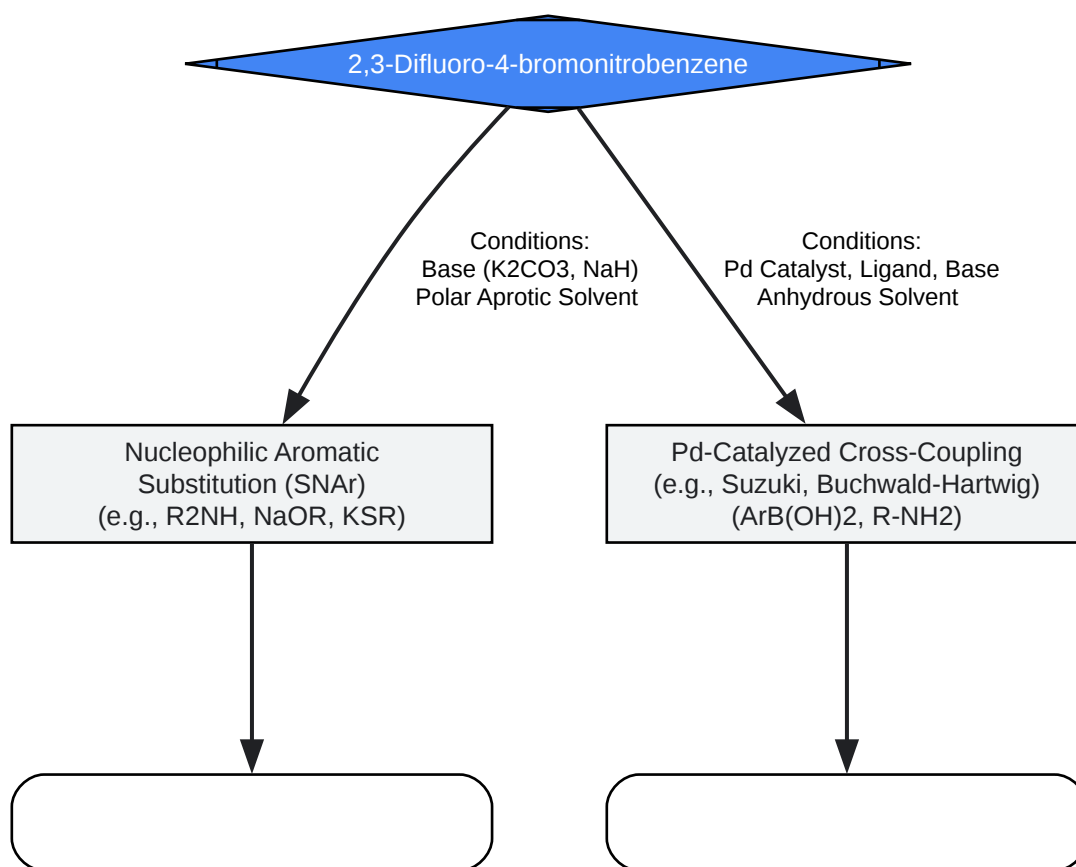 2,3-Difluoro-4-bromonitrobenzene
Conditions:
Base (K2CO3, NaH)
Polar Aprotic Solvent
Conditions:
Pd Catalyst, Ligand, Base
Anhydrous Solvent
Nucleophilic Aromatic
Substitution (SNAr)
(e.g., R2NH, NaOR, KSR)
Pd-Catalyzed Cross-Coupling
(e.g., Suzuki, Buchwald-Hartwig)
(ArB(OH)2, R-NH2)